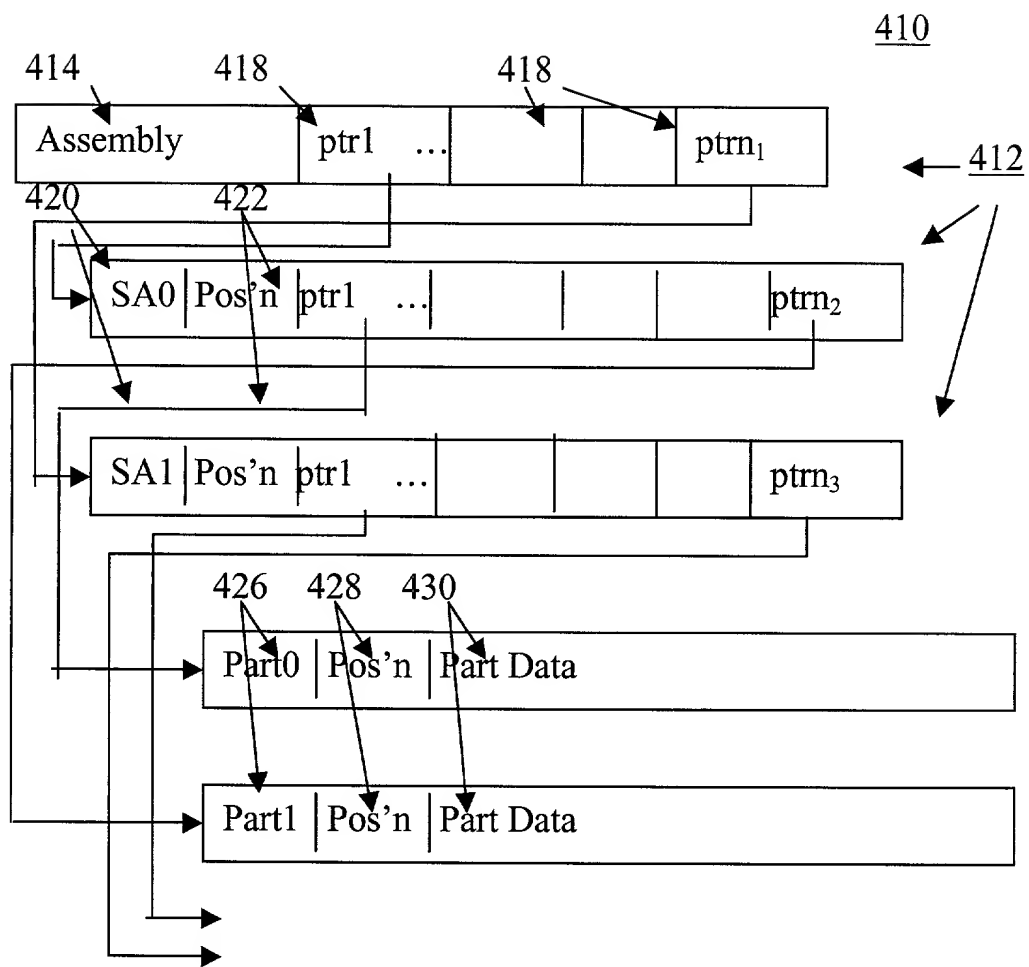 410
414 418 418
Assembly ptr1 ... ptrn₁
412
420 422
SA0 Pos'n ptr1 ... ptrn₂
SA1 Pos'n ptr1 ... ptrn₃
426 428 430
Part0 Pos'n Part Data
Part1 Pos'n Part Data